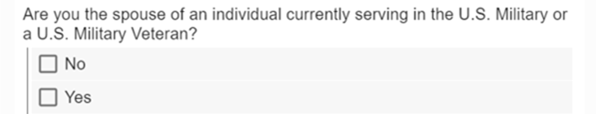 Are you the spouse of an individual currently serving in the U.S. Military or
a U.S. Military Veteran?
No
Yes